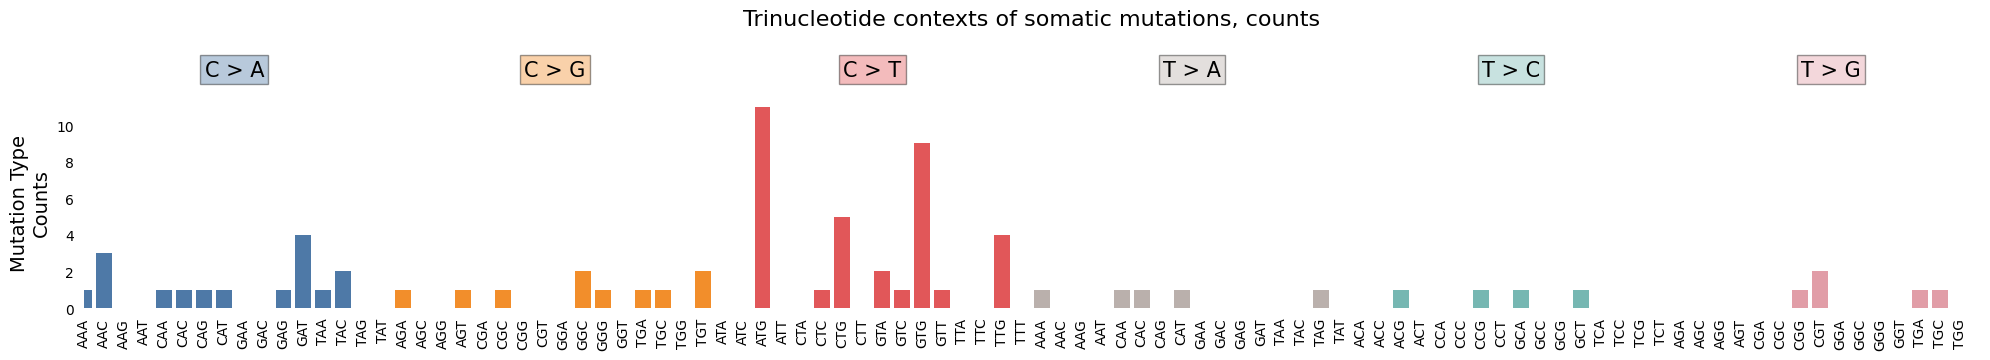 Trinucleotide contexts of somatic mutations, counts
C > A
C > G
C > T
T > A
T > C
T > G
Mutation Type
Counts
10
8
6
4
2
0
AAA
AAC
AAG
AAT
CAA
CAC
CAG
CAT
GAA
GAC
GAG
GAT
TAA
TAC
TAG
TAT
AGA
AGC
AGG
AGT
CGA
CGC
CGG
CGT
GGA
GGC
GGG
GGT
TGA
TGC
TGG
TGT
ATA
ATC
ATG
ATT
CTA
CTC
CTG
CTT
GTA
GTC
GTG
GTT
TTA
TTC
TTG
TTT
AAA
AAC
AAG
AAT
CAA
CAC
CAG
CAT
GAA
GAC
GAG
GAT
TAA
TAC
TAG
TAT
ACA
ACC
ACG
ACT
CCA
CCC
CCG
CCT
GCA
GCC
GCG
GCT
TCA
TCC
TCG
TCT
AGA
AGC
AGG
AGT
CGA
CGC
CGG
CGT
GGA
GGC
GGG
GGT
TGA
TGC
TGG